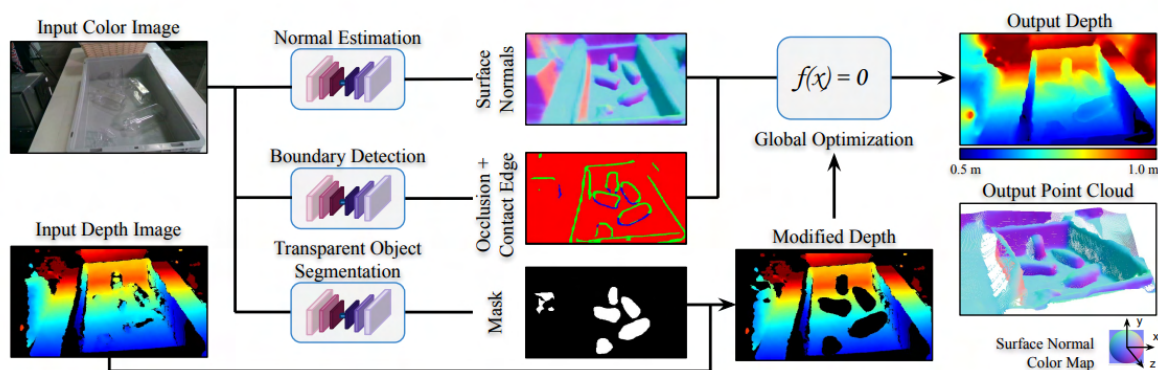 Input Color Image
Normal Estimation
Surface
Normals
f(x) = 0
Global Optimization
Output Depth
0.5 m
1.0 m
Boundary Detection
Occlusion +
Contact Edge
Output Point Cloud
Input Depth Image
Transparent Object
Segmentation
Mask
Modified Depth
Surface Normal
Color Map
y
x
z